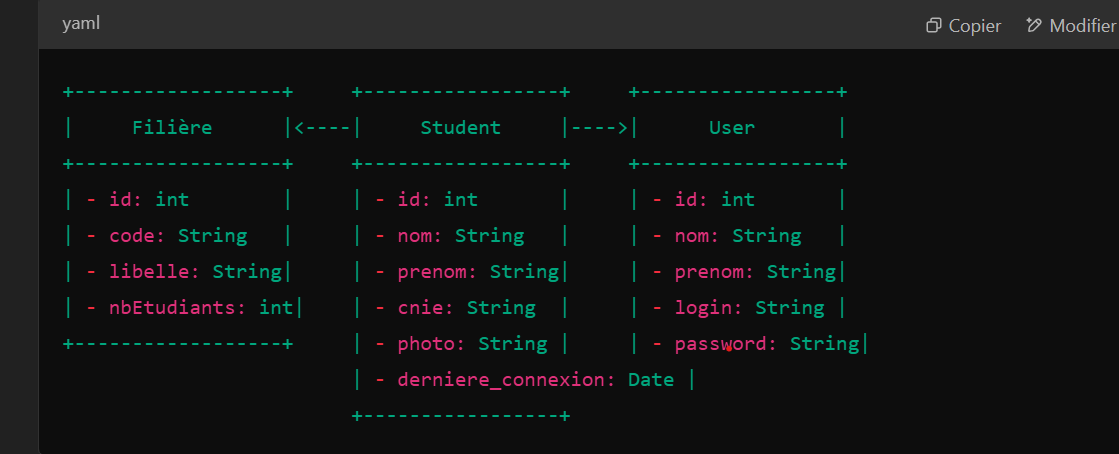 yaml
Copier
Modifier
+------------------+     +-----------------+     +-----------------+
|     Filière      |<----|     Student     |---->|      User       |
+------------------+     +-----------------+     +-----------------+
| - id: int        |     | - id: int       |     | - id: int       |
| - code: String   |     | - nom: String   |     | - nom: String   |
| - libelle: String|     | - prenom: String|     | - prenom: String|
| - nbEtudiants: int|    | - cnie: String  |     | - login: String |
+------------------+     | - photo: String |     | - password: String|
                         | - derniere_connexion: Date |
                         +-----------------+